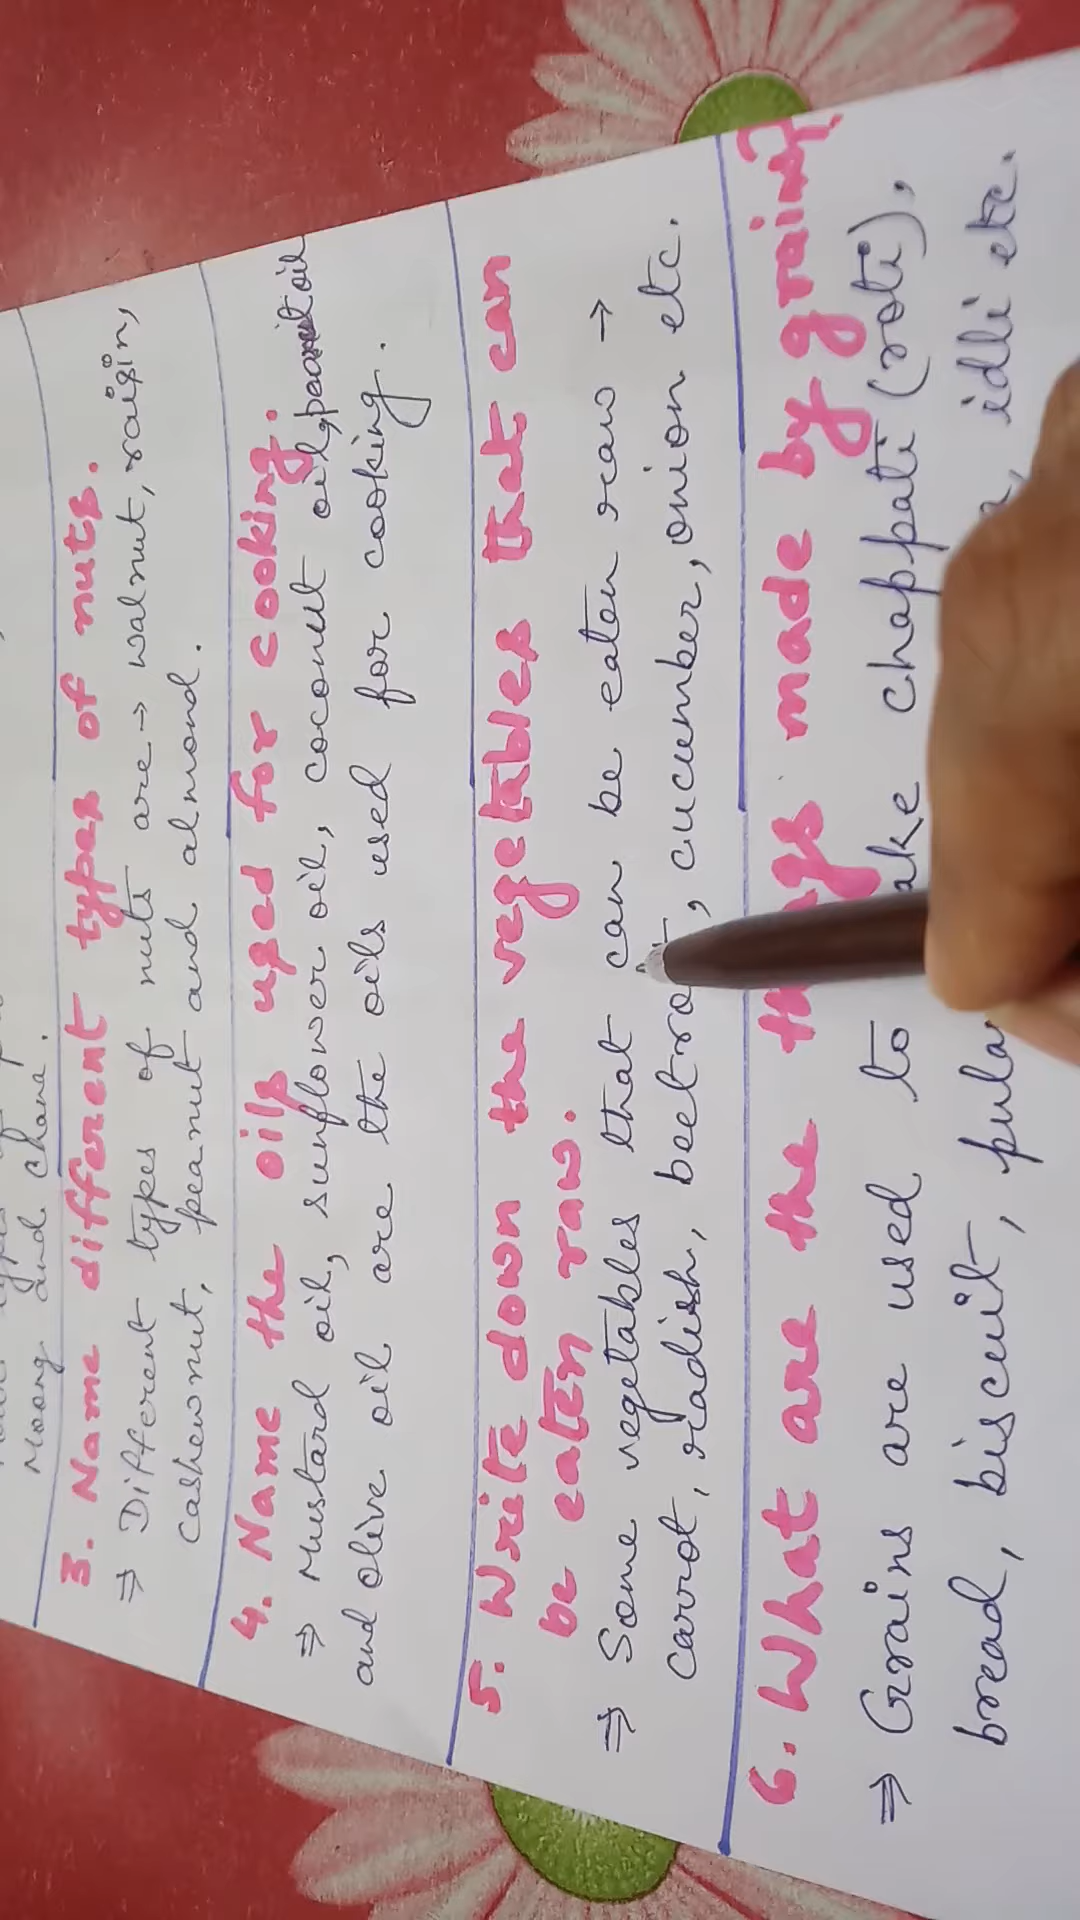 Moong and chana.
3. Name different types of nuts.
⇒ Different types of nuts are → walnut, raisin,
cashewnut, peanut and almond.
4. Name the oils used for cooking.
⇒ Mustard oil, sunflower oil, coconut oil, peanut oil
and olive oil are the oils used for cooking.
5. Write down the vegetables that can
be eaten raw.
⇒ Some vegetables that can be eaten raw →
carrot, radish, beetroot, cucumber, onion etc.
6. What are the things made by grains?
⇒ Grains are used to make chappati (roti),
bread, biscuit, idli etc.